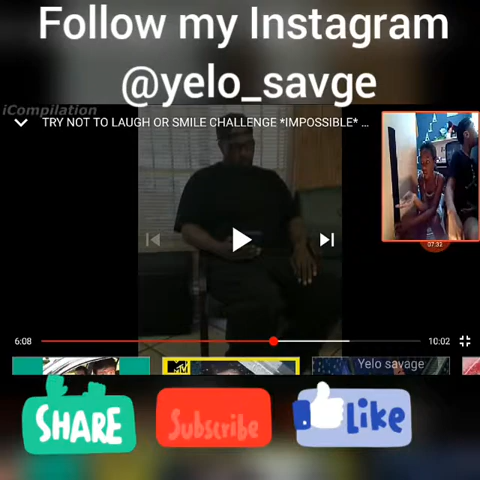 Follow my Instagram
@yelo_savge
iCompilation
TRY NOT TO LAUGH OR SMILE CHALLENGE *IMPOSSIBLE* ...
07:32
6:08
10:02
Yelo savage
SHARE
Subscribe
Like